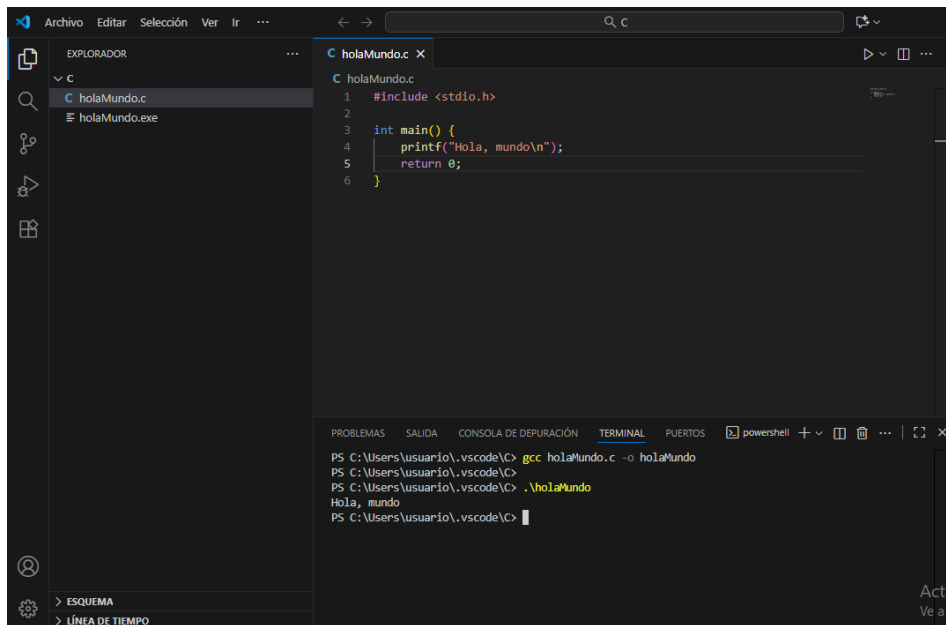 Archivo Editar Selección Ver Ir ··· C
EXPLORADOR ···
C
C holaMundo.c
holaMundo.exe
ESQUEMA
LÍNEA DE TIEMPO
C holaMundo.c
C holaMundo.c
1 #include <stdio.h>
2
3 int main() {
4 printf("Hola, mundo\n");
5 return 0;
6 }
PROBLEMAS SALIDA CONSOLA DE DEPURACIÓN TERMINAL PUERTOS powershell
PS C:\Users\usuario\.vscode\C> gcc holaMundo.c -o holaMundo
PS C:\Users\usuario\.vscode\C>
PS C:\Users\usuario\.vscode\C> .\holaMundo
Hola, mundo
PS C:\Users\usuario\.vscode\C>
Act
Ve a